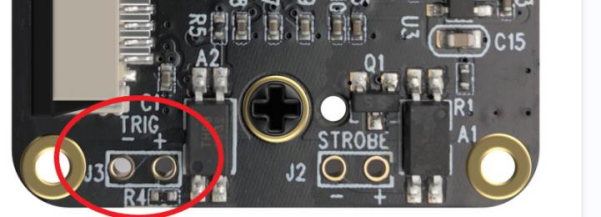 R5
U3
C15
A2
Q1
C1
R1
TRIG
- +
STROBE
A1
J3
J2
- +
R4